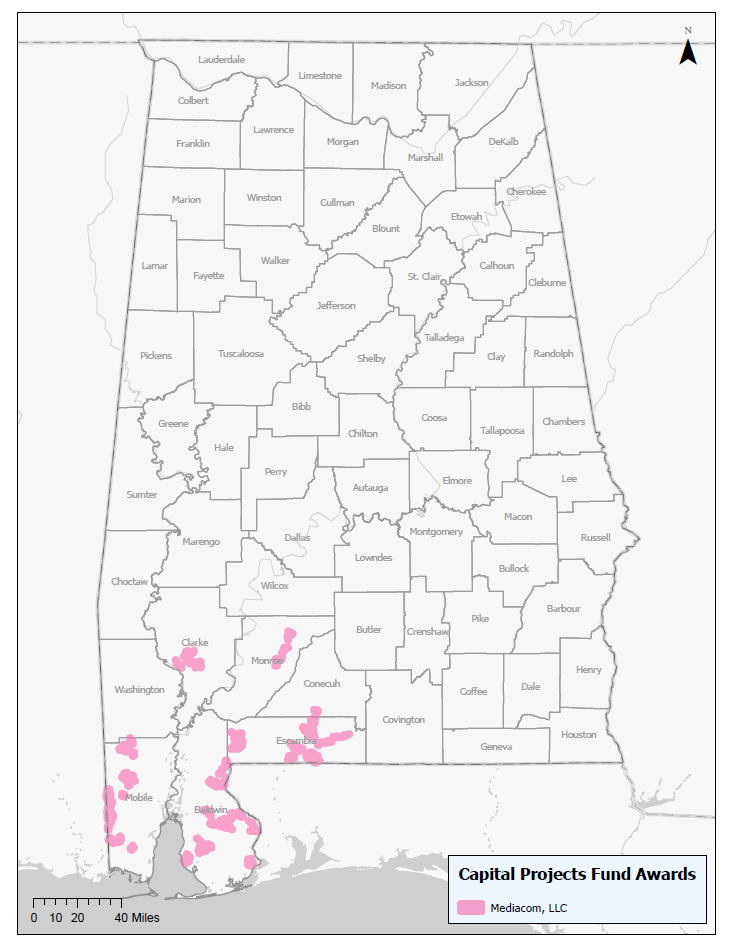 N
Lauderdale
Limestone
Madison
Jackson
Colbert
Lawrence
Franklin
Morgan
DeKalb
Marshall
Cherokee
Marion
Winston
Cullman
Etowah
Blount
Walker
Lamar
Fayette
St. Clair
Calhoun
Cleburne
Jefferson
Talladega
Pickens
Tuscaloosa
Shelby
Clay
Randolph
Bibb
Greene
Coosa
Chambers
Tallapoosa
Chilton
Hale
Perry
Elmore
Lee
Autauga
Sumter
Macon
Montgomery
Dallas
Russell
Marengo
Lowndes
Bullock
Choctaw
Wilcox
Barbour
Pike
Butler
Crenshaw
Clarke
Monroe
Henry
Conecuh
Washington
Coffee
Dale
Covington
Houston
Escambia
Geneva
Mobile
Baldwin
Capital Projects Fund Awards
Mediacom, LLC
0 10 20 40 Miles